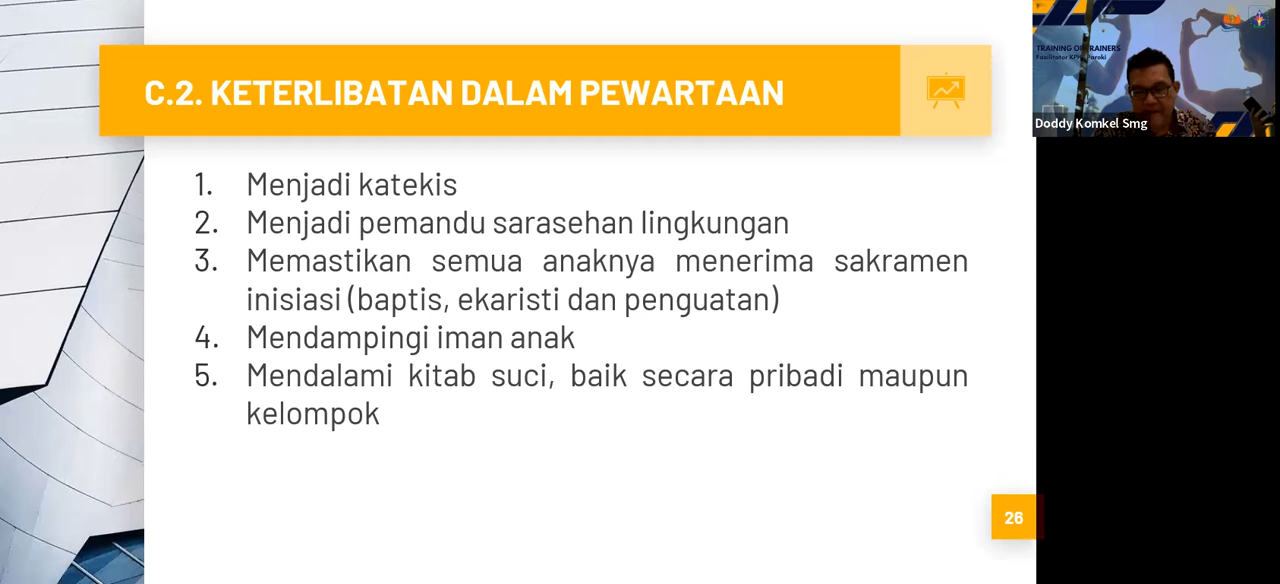 C.2. KETERLIBATAN DALAM PEWARTAAN
1. Menjadi katekis
2. Menjadi pemandu sarasehan lingkungan
3. Memastikan semua anaknya menerima sakramen
inisiasi (baptis, ekaristi dan penguatan)
4. Mendampingi iman anak
5. Mendalami kitab suci, baik secara pribadi maupun
kelompok
26
TRAINING OF TRAINERS
Fasilitator Paroki
Doddy Komkel Smg